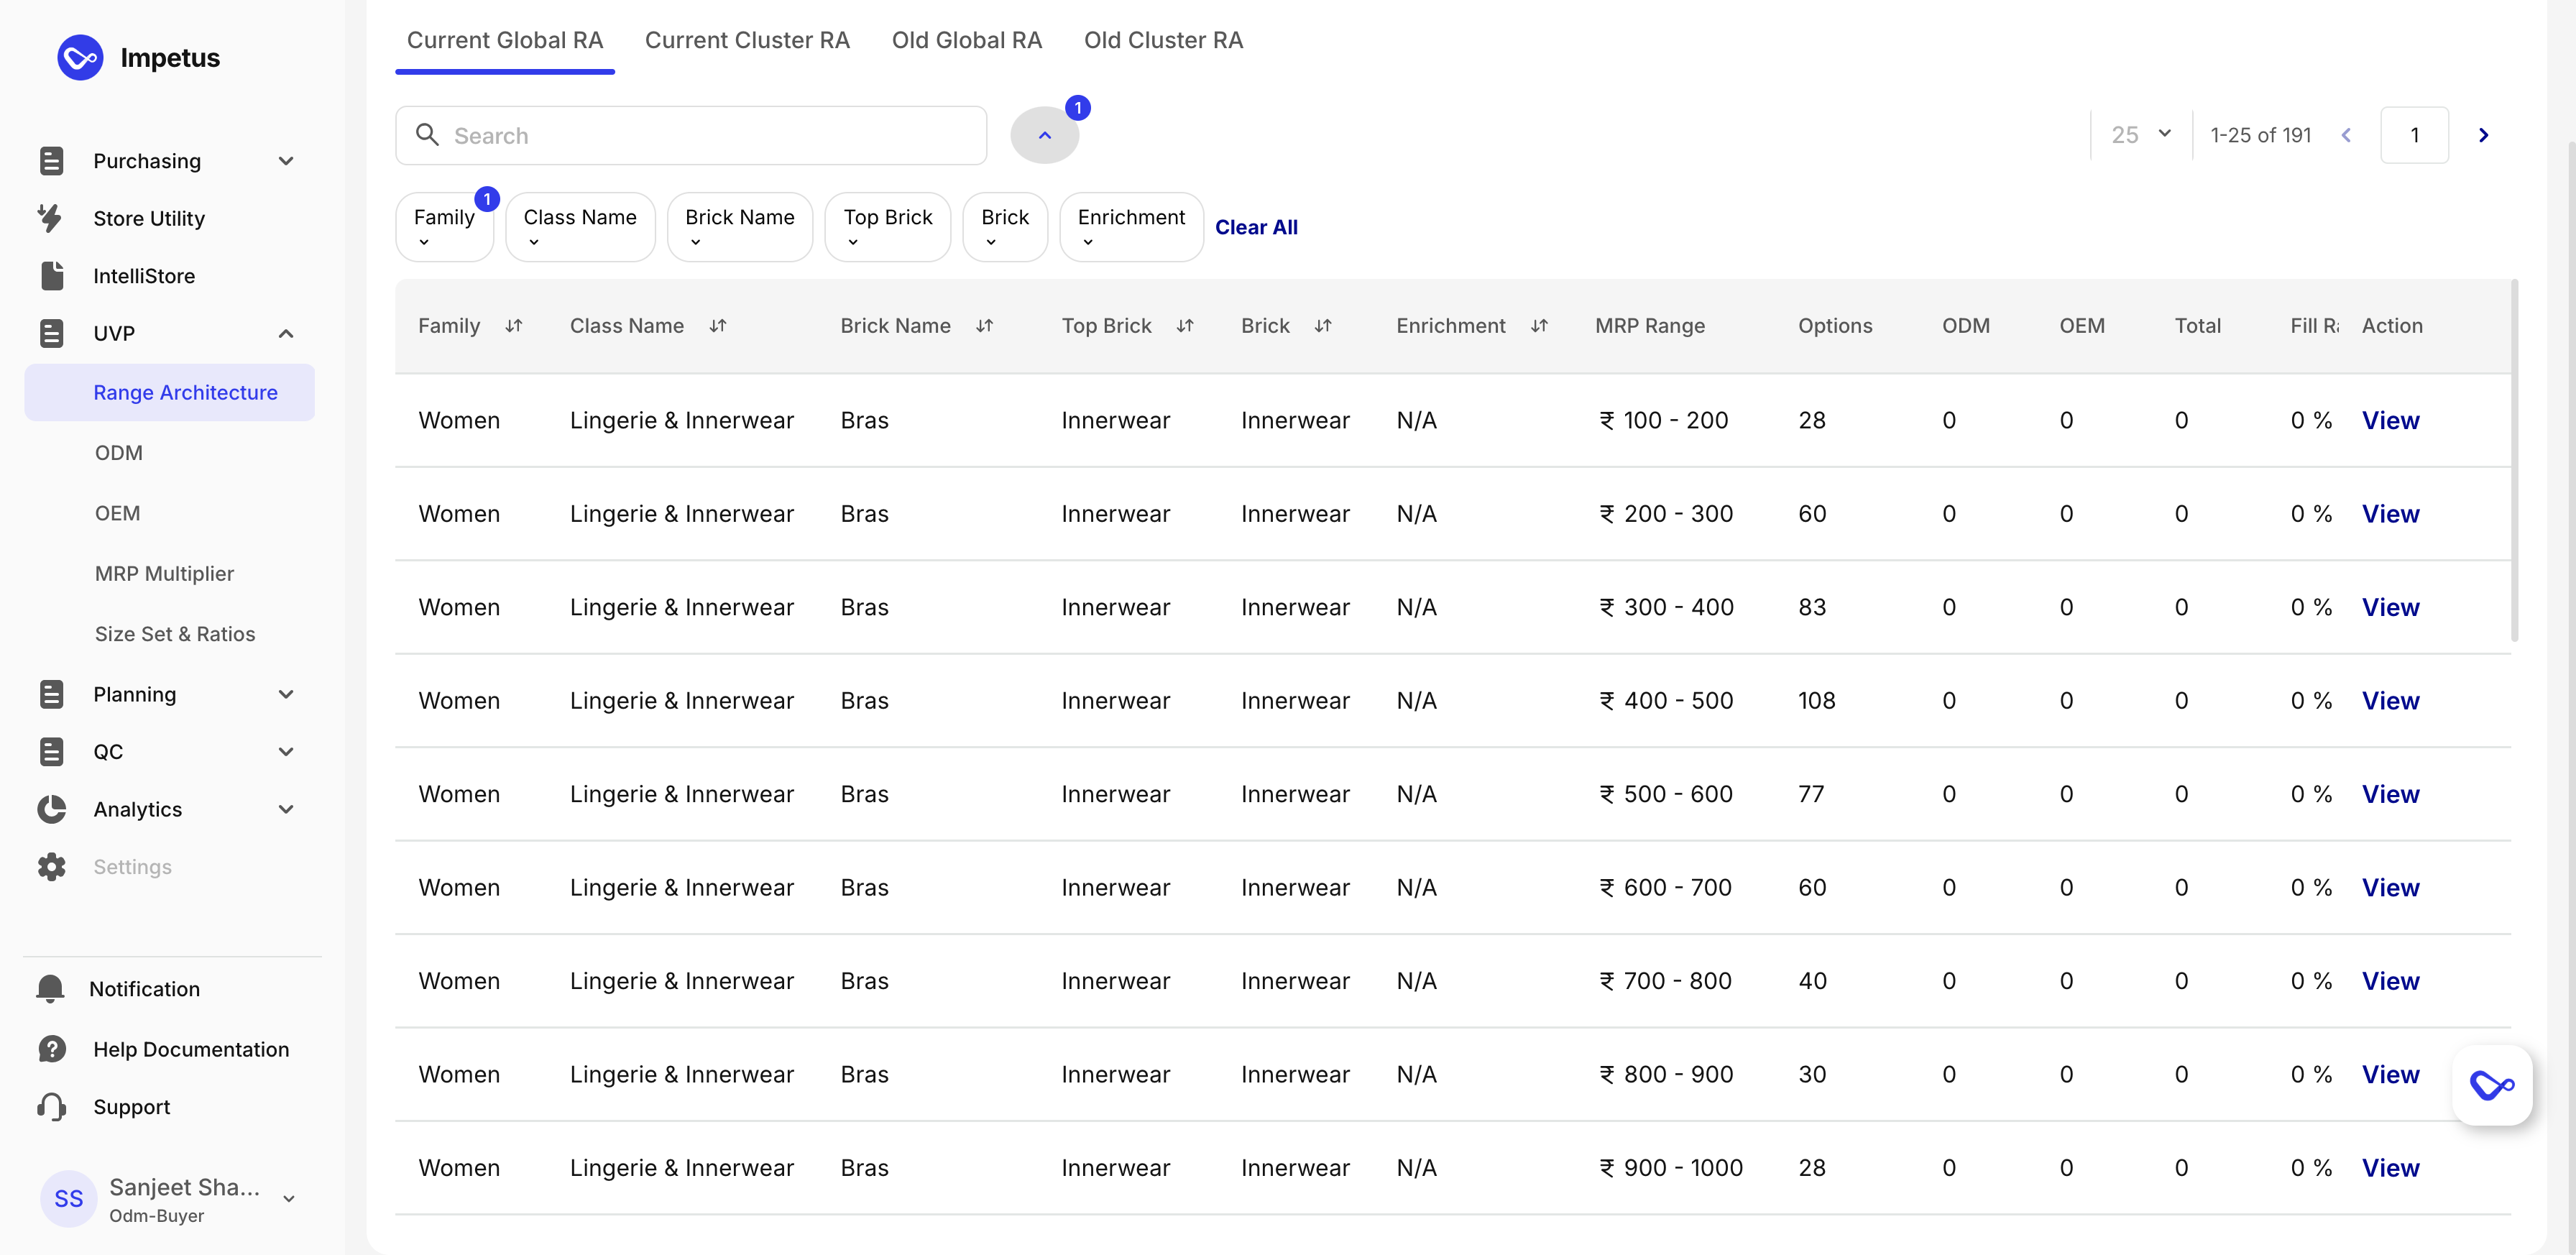 Impetus
Purchasing
Store Utility
IntelliStore
UVP
Range Architecture
ODM
OEM
MRP Multiplier
Size Set & Ratios
Planning
QC
Analytics
Settings
Notification
Help Documentation
Support
SS
Sanjeet Sha...
Odm-Buyer
Current Global RA Current Cluster RA Old Global RA Old Cluster RA
Search 1 25 1-25 of 191 1
Family 1 Class Name Brick Name Top Brick Brick Enrichment Clear All
Family Class Name Brick Name Top Brick Brick Enrichment MRP Range Options ODM OEM Total Fill Ra Action
Women Lingerie & Innerwear Bras Innerwear Innerwear N/A ₹ 100 - 200 28 0 0 0 0 % View
Women Lingerie & Innerwear Bras Innerwear Innerwear N/A ₹ 200 - 300 60 0 0 0 0 % View
Women Lingerie & Innerwear Bras Innerwear Innerwear N/A ₹ 300 - 400 83 0 0 0 0 % View
Women Lingerie & Innerwear Bras Innerwear Innerwear N/A ₹ 400 - 500 108 0 0 0 0 % View
Women Lingerie & Innerwear Bras Innerwear Innerwear N/A ₹ 500 - 600 77 0 0 0 0 % View
Women Lingerie & Innerwear Bras Innerwear Innerwear N/A ₹ 600 - 700 60 0 0 0 0 % View
Women Lingerie & Innerwear Bras Innerwear Innerwear N/A ₹ 700 - 800 40 0 0 0 0 % View
Women Lingerie & Innerwear Bras Innerwear Innerwear N/A ₹ 800 - 900 30 0 0 0 0 % View
Women Lingerie & Innerwear Bras Innerwear Innerwear N/A ₹ 900 - 1000 28 0 0 0 0 % View